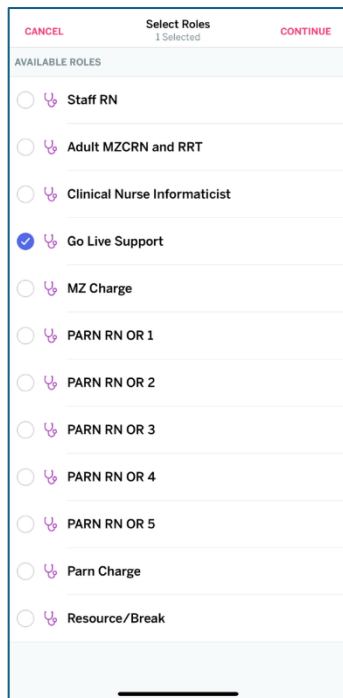 CANCEL
Select Roles
1 Selected
CONTINUE
AVAILABLE ROLES
Staff RN
Adult MZCRN and RRT
Clinical Nurse Informaticist
Go Live Support
MZ Charge
PARN RN OR 1
PARN RN OR 2
PARN RN OR 3
PARN RN OR 4
PARN RN OR 5
Parn Charge
Resource/Break